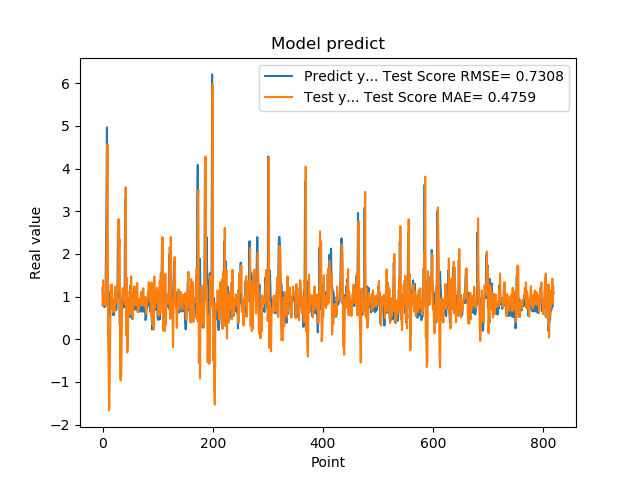 Model predict
Predict y... Test Score RMSE= 0.7308
Test y... Test Score MAE= 0.4759
6
5
4
3
2
1
0
−1
−2
Real value
0 200 400 600 800
Point